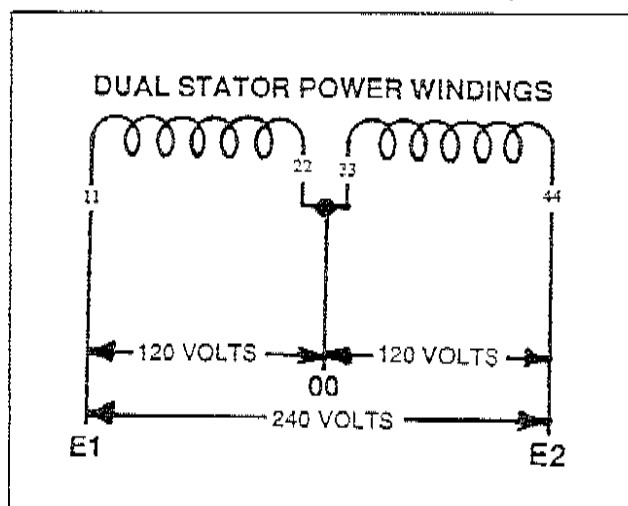 DUAL STATOR POWER WINDINGS
22 33
11 44
120 VOLTS 120 VOLTS
00
240 VOLTS
E1 E2